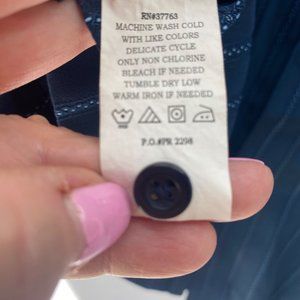 RN#37763
MACHINE WASH COLD
WITH LIKE COLORS
DELICATE CYCLE
ONLY NON CHLORINE
BLEACH IF NEEDED
TUMBLE DRY LOW
WARM IRON IF NEEDED
P.O.#PR 2298